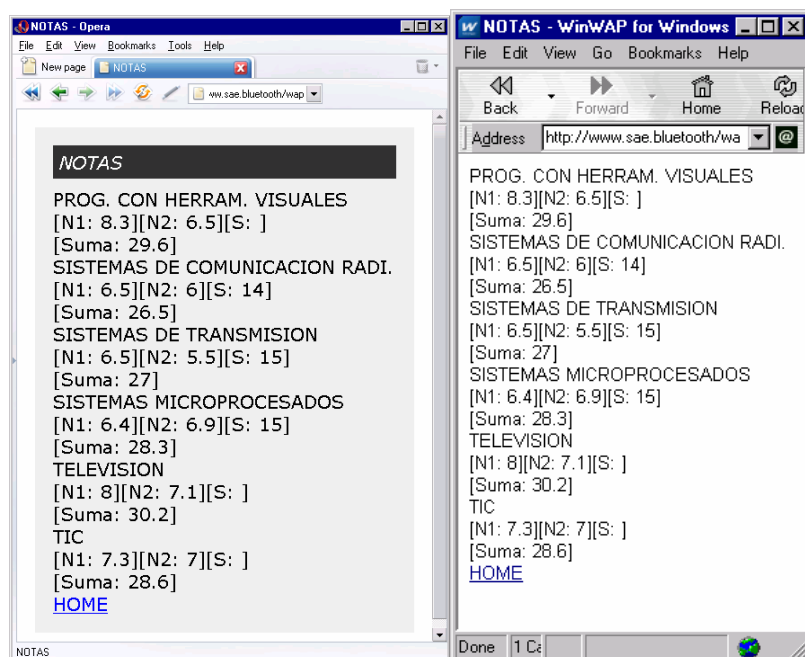 NOTAS - Opera
File Edit View Bookmarks Tools Help
New page NOTAS
ww.sae.bluetooth/wap
NOTAS
PROG. CON HERRAM. VISUALES
[N1: 8.3][N2: 6.5][S: ]
[Suma: 29.6]
SISTEMAS DE COMUNICACION RADI.
[N1: 6.5][N2: 6][S: 14]
[Suma: 26.5]
SISTEMAS DE TRANSMISION
[N1: 6.5][N2: 5.5][S: 15]
[Suma: 27]
SISTEMAS MICROPROCESADOS
[N1: 6.4][N2: 6.9][S: 15]
[Suma: 28.3]
TELEVISION
[N1: 8][N2: 7.1][S: ]
[Suma: 30.2]
TIC
[N1: 7.3][N2: 7][S: ]
[Suma: 28.6]
HOME
NOTAS
w NOTAS - WinWAP for Windows
File Edit View Go Bookmarks Help
Back Forward Home Reload
Address http://www.sae.bluetooth/wa @
PROG. CON HERRAM. VISUALES
[N1: 8.3][N2: 6.5][S: ]
[Suma: 29.6]
SISTEMAS DE COMUNICACION RADI.
[N1: 6.5][N2: 6][S: 14]
[Suma: 26.5]
SISTEMAS DE TRANSMISION
[N1: 6.5][N2: 5.5][S: 15]
[Suma: 27]
SISTEMAS MICROPROCESADOS
[N1: 6.4][N2: 6.9][S: 15]
[Suma: 28.3]
TELEVISION
[N1: 8][N2: 7.1][S: ]
[Suma: 30.2]
TIC
[N1: 7.3][N2: 7][S: ]
[Suma: 28.6]
HOME
Done 1 Ca